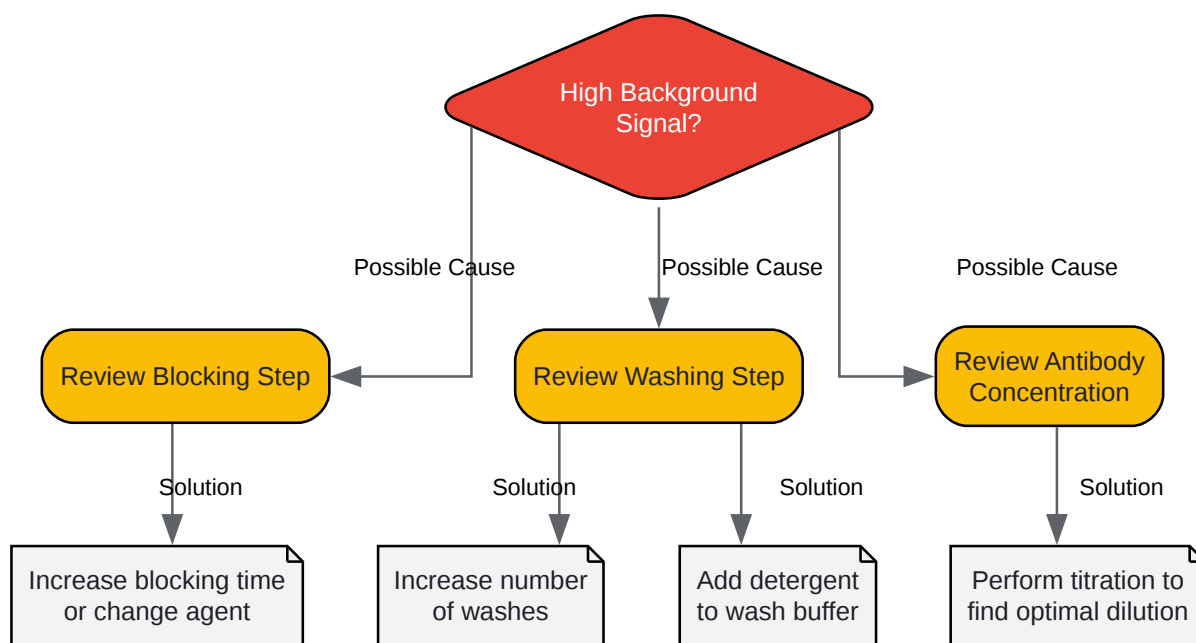 High Background
Signal?
Possible Cause
Possible Cause
Possible Cause
Review Blocking Step
Review Washing Step
Review Antibody
Concentration
Solution
Solution
Solution
Solution
Increase blocking time
or change agent
Increase number
of washes
Add detergent
to wash buffer
Perform titration to
find optimal dilution